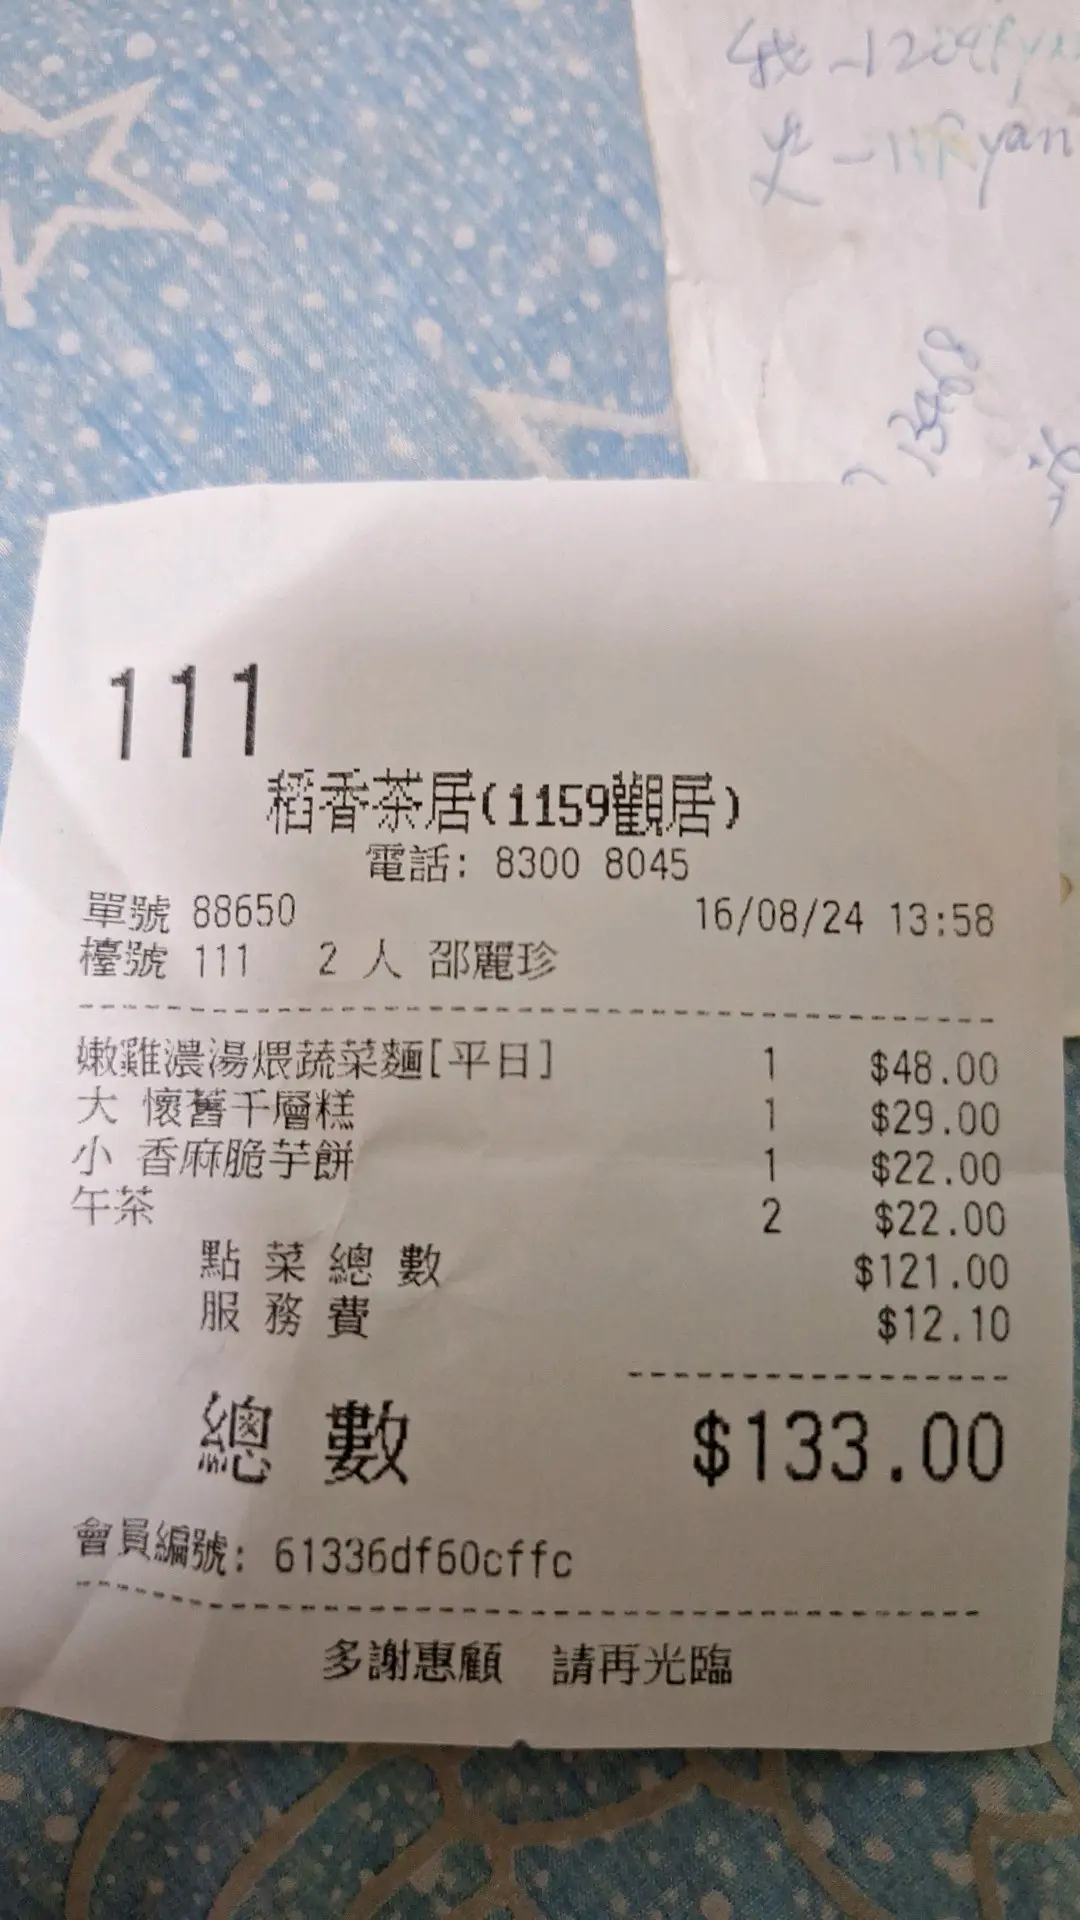 111
稻香茶居(1159觀居)
電話: 8300 8045
單號 88650 16/08/24 13:58
檯號 111 2 人 邵麗珍
嫩雞濃湯煨蔬菜麵[平日] 1 $48.00
大 懷舊千層糕 1 $29.00
小 香麻脆芋餅 1 $22.00
午茶 2 $22.00
點菜總數 $121.00
服務費 $12.10
總數 $133.00
會員編號: 61336df60cffc
多謝惠顧 請再光臨